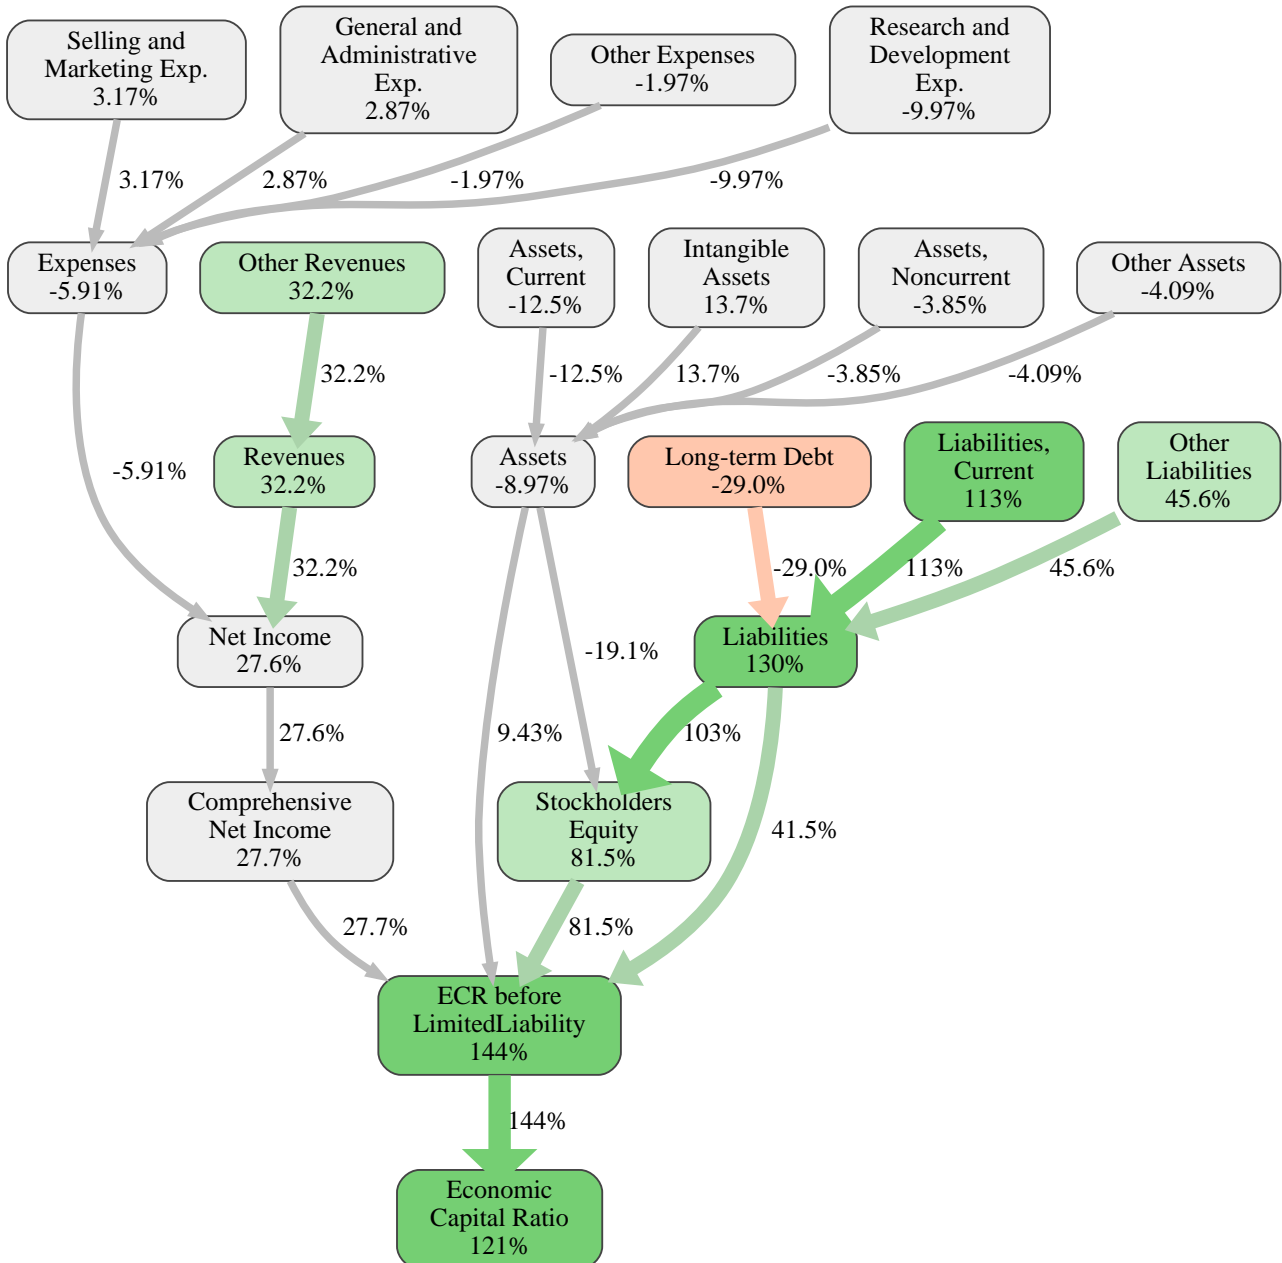 Selling and
Marketing Exp.
3.17%
General and
Administrative
Exp.
2.87%
Other Expenses
-1.97%
Research and
Development
Exp.
-9.97%
3.17%
2.87%
-1.97%
-9.97%
Expenses
-5.91%
Other Revenues
32.2%
Assets,
Current
-12.5%
Intangible
Assets
13.7%
Assets,
Noncurrent
-3.85%
Other Assets
-4.09%
32.2%
-12.5%
13.7%
-3.85%
-4.09%
-5.91%
Revenues
32.2%
Assets
-8.97%
Long-term Debt
-29.0%
Liabilities,
Current
113%
Other
Liabilities
45.6%
32.2%
-29.0%
113%
45.6%
Net Income
27.6%
-19.1%
Liabilities
130%
27.6%
9.43%
103%
Comprehensive
Net Income
27.7%
Stockholders
Equity
81.5%
41.5%
27.7%
81.5%
ECR before
LimitedLiability
144%
144%
Economic
Capital Ratio
121%